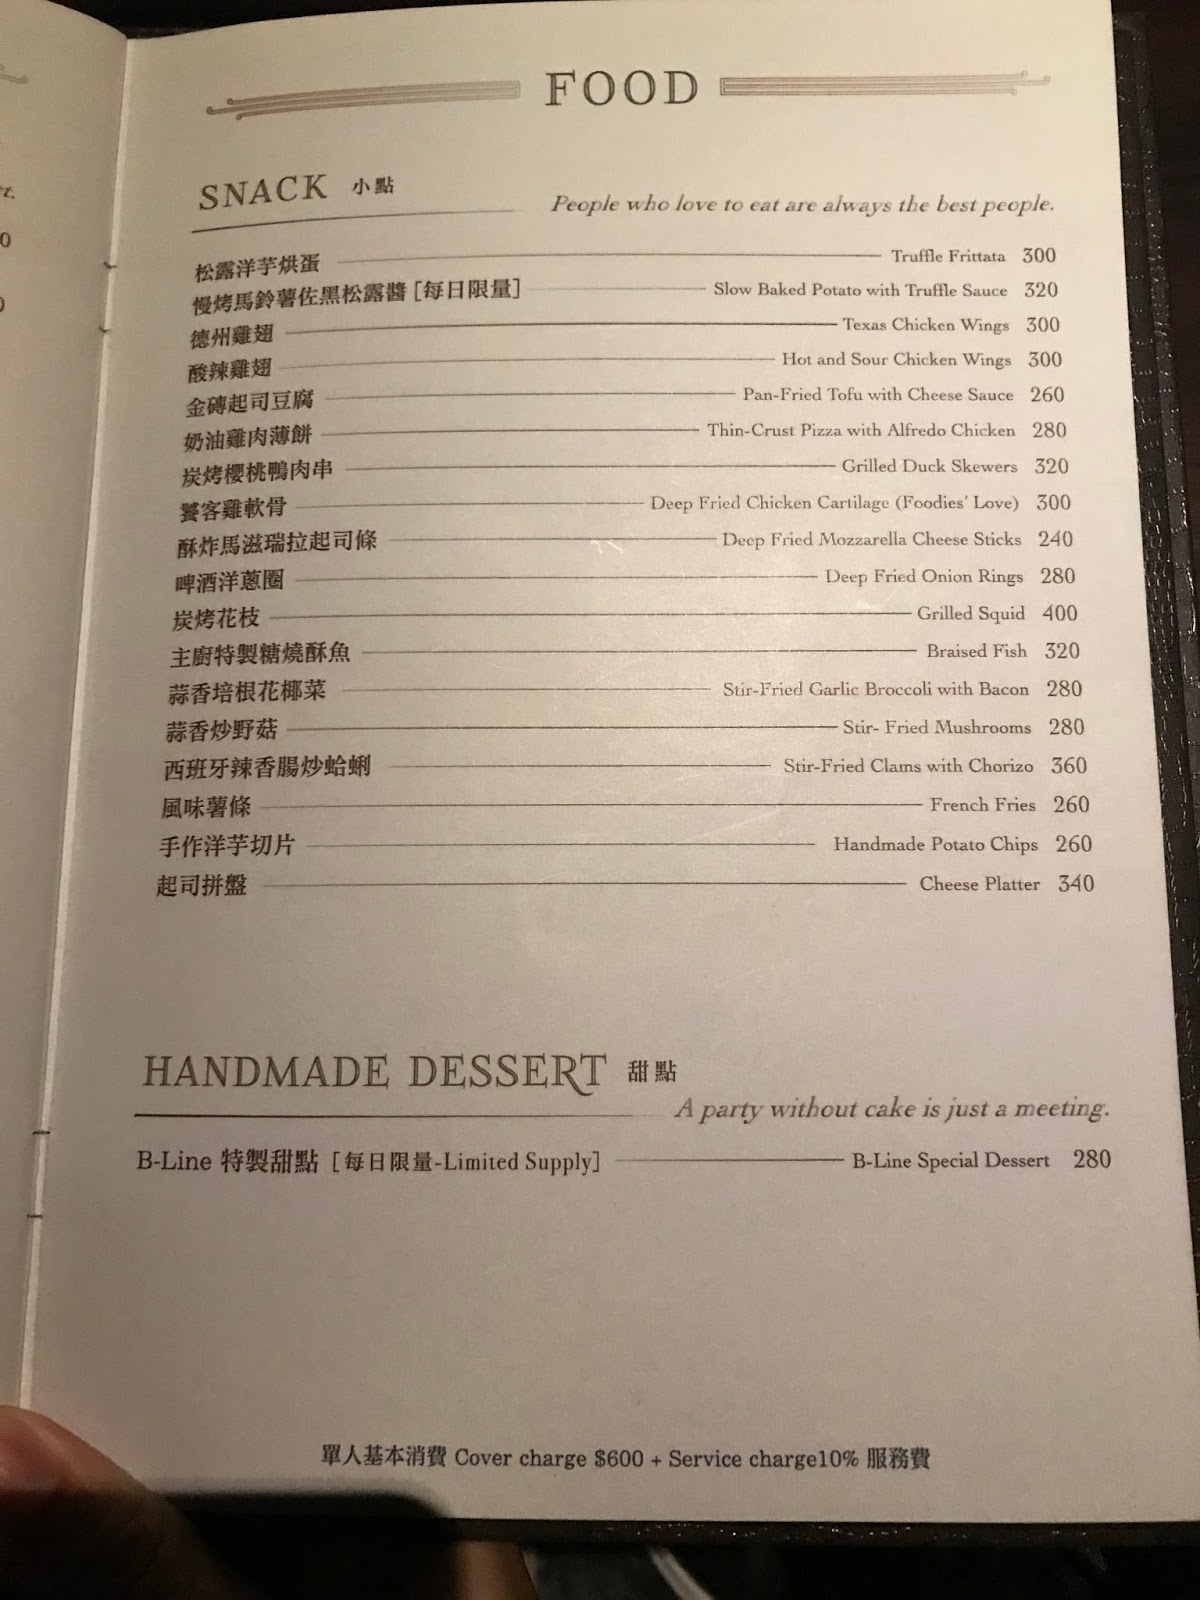 FOOD
SNACK 小點
People who love to eat are always the best people.
松露洋芋烘蛋 Truffle Frittata 300
慢烤馬鈴薯佐黑松露醬 [每日限量] Slow Baked Potato with Truffle Sauce 320
德州雞翅 Texas Chicken Wings 300
酸辣雞翅 Hot and Sour Chicken Wings 300
金磚起司豆腐 Pan-Fried Tofu with Cheese Sauce 260
奶油雞肉薄餅 Thin-Crust Pizza with Alfredo Chicken 280
炭烤櫻桃鴨肉串 Grilled Duck Skewers 320
饕客雞軟骨 Deep Fried Chicken Cartilage (Foodies' Love) 300
酥炸馬滋瑞拉起司條 Deep Fried Mozzarella Cheese Sticks 240
啤酒洋蔥圈 Deep Fried Onion Rings 280
炭烤花枝 Grilled Squid 400
主廚特製糖燒酥魚 Braised Fish 320
蒜香培根花椰菜 Stir-Fried Garlic Broccoli with Bacon 280
蒜香炒野菇 Stir- Fried Mushrooms 280
西班牙辣香腸炒蛤蜊 Stir-Fried Clams with Chorizo 360
風味薯條 French Fries 260
手作洋芋切片 Handmade Potato Chips 260
起司拼盤 Cheese Platter 340
HANDMADE DESSERT 甜點
A party without cake is just a meeting.
B-Line 特製甜點 [每日限量-Limited Supply] B-Line Special Dessert 280
單人基本消費 Cover charge $600 + Service charge10% 服務費